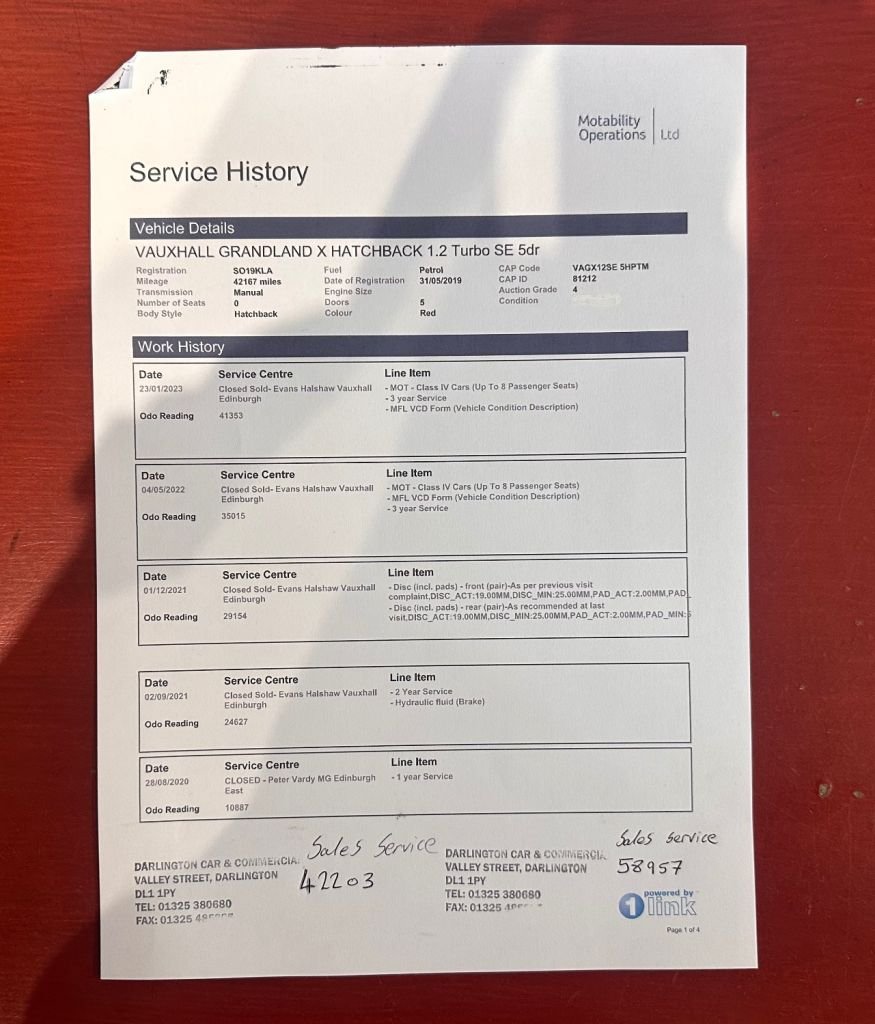 Motability
Operations Ltd
Service History
Vehicle Details
VAUXHALL GRANDLAND X HATCHBACK 1.2 Turbo SE 5dr
Registration SO19KLA Fuel Petrol CAP Code VAGX12SE 5HPTM
Mileage 42167 miles Date of Registration 31/05/2019 CAP ID 81212
Transmission Manual Engine Size Auction Grade 4
Number of Seats 0 Doors 5 Condition
Body Style Hatchback Colour Red
Work History
Date Service Centre Line Item
23/01/2023 Closed Sold- Evans Halshaw Vauxhall - MOT - Class IV Cars (Up To 8 Passenger Seats)
Edinburgh - 3 year Service
- MFL VCD Form (Vehicle Condition Description)
Odo Reading 41353
Date Service Centre Line Item
04/05/2022 Closed Sold- Evans Halshaw Vauxhall - MOT - Class IV Cars (Up To 8 Passenger Seats)
Edinburgh - MFL VCD Form (Vehicle Condition Description)
- 3 year Service
Odo Reading 35015
Date Service Centre Line Item
01/12/2021 Closed Sold- Evans Halshaw Vauxhall - Disc (incl. pads) - front (pair)-As per previous visit
Edinburgh complaint,DISC_ACT:19.00MM,DISC_MIN:25.00MM,PAD_ACT:2.00MM,PAD_
- Disc (incl. pads) - rear (pair)-As recommended at last
Odo Reading 29154 visit,DISC_ACT:19.00MM,DISC_MIN:25.00MM,PAD_ACT:2.00MM,PAD_MIN:
Date Service Centre Line Item
02/09/2021 Closed Sold- Evans Halshaw Vauxhall - 2 Year Service
Edinburgh - Hydraulic fluid (Brake)
Odo Reading 24627
Date Service Centre Line Item
28/08/2020 CLOSED - Peter Vardy MG Edinburgh - 1 year Service
East
Odo Reading 10887
Sales Service
42203
DARLINGTON CAR & COMMERCIA
VALLEY STREET, DARLINGTON
DL1 1PY
TEL: 01325 380680
FAX: 01325
Sales Service
58957
DARLINGTON CAR & COMMERCIA
VALLEY STREET, DARLINGTON
DL1 1PY
TEL: 01325 380680
FAX: 01325
powered by
1link
Page 1 of 4